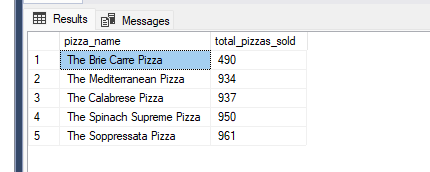 Results Messages
pizza_name total_pizzas_sold
1 The Brie Carre Pizza 490
2 The Mediterranean Pizza 934
3 The Calabrese Pizza 937
4 The Spinach Supreme Pizza 950
5 The Soppressata Pizza 961